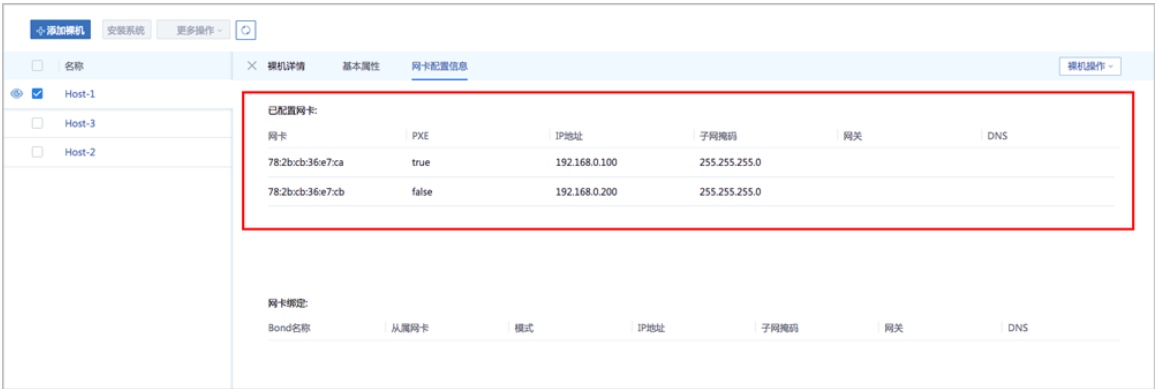 添加裸机 安装系统 更多操作
名称 裸机详情 基本属性 网卡配置信息 裸机操作
Host-1
Host-3
Host-2
已配置网卡:
网卡 PXE IP地址 子网掩码 网关 DNS
78:2b:cb:36:e7:ca true 192.168.0.100 255.255.255.0
78:2b:cb:36:e7:cb false 192.168.0.200 255.255.255.0
网卡绑定:
Bond名称 从属网卡 模式 IP地址 子网掩码 网关 DNS